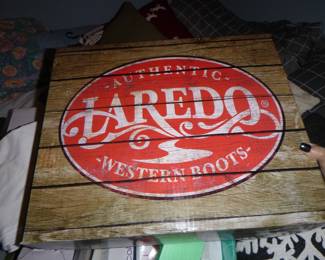 -AUTHENTIC-
LAREDO®
-WESTERN BOOTS-